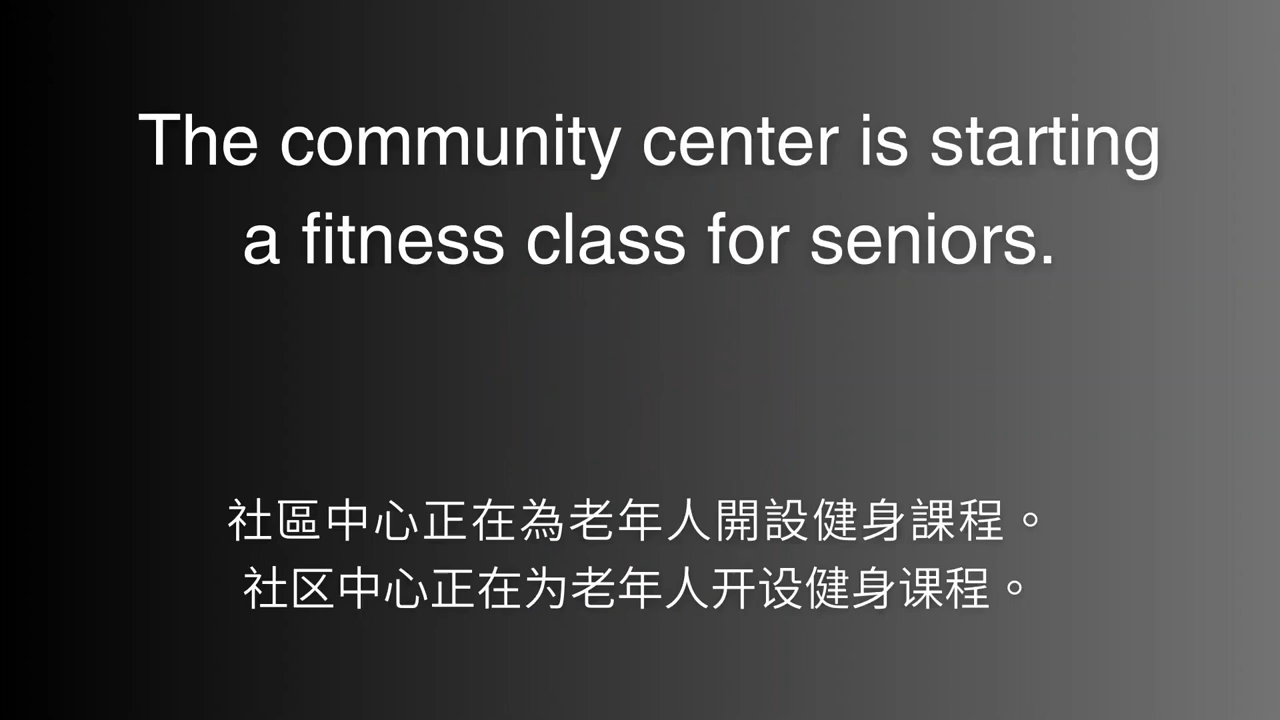 The community center is starting
a fitness class for seniors.
社區中心正在為老年人開設健身課程。
社区中心正在为老年人开设健身课程。